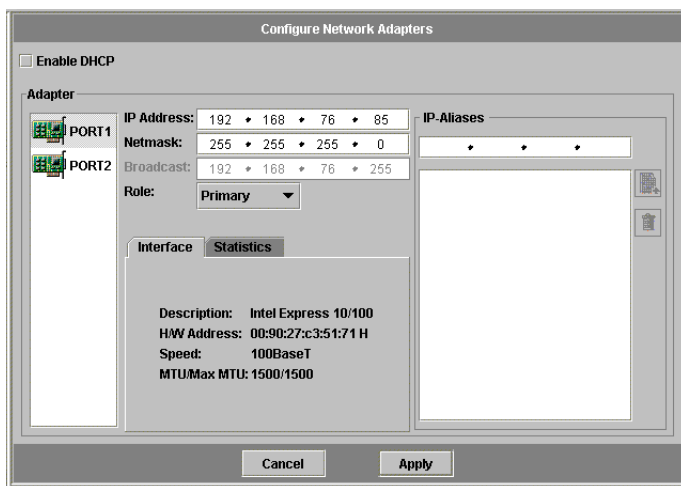 Configure Network Adapters
Enable DHCP
Adapter
PORT1
PORT2
IP Address: 192 . 168 . 76 . 85
Netmask: 255 . 255 . 255 . 0
Broadcast: 192 . 168 . 76 . 255
Role: Primary
Interface Statistics
Description: Intel Express 10/100
H/W Address: 00:90:27:c3:51:71 H
Speed: 100BaseT
MTU/Max MTU: 1500/1500
IP-Aliases
. . .
Cancel Apply